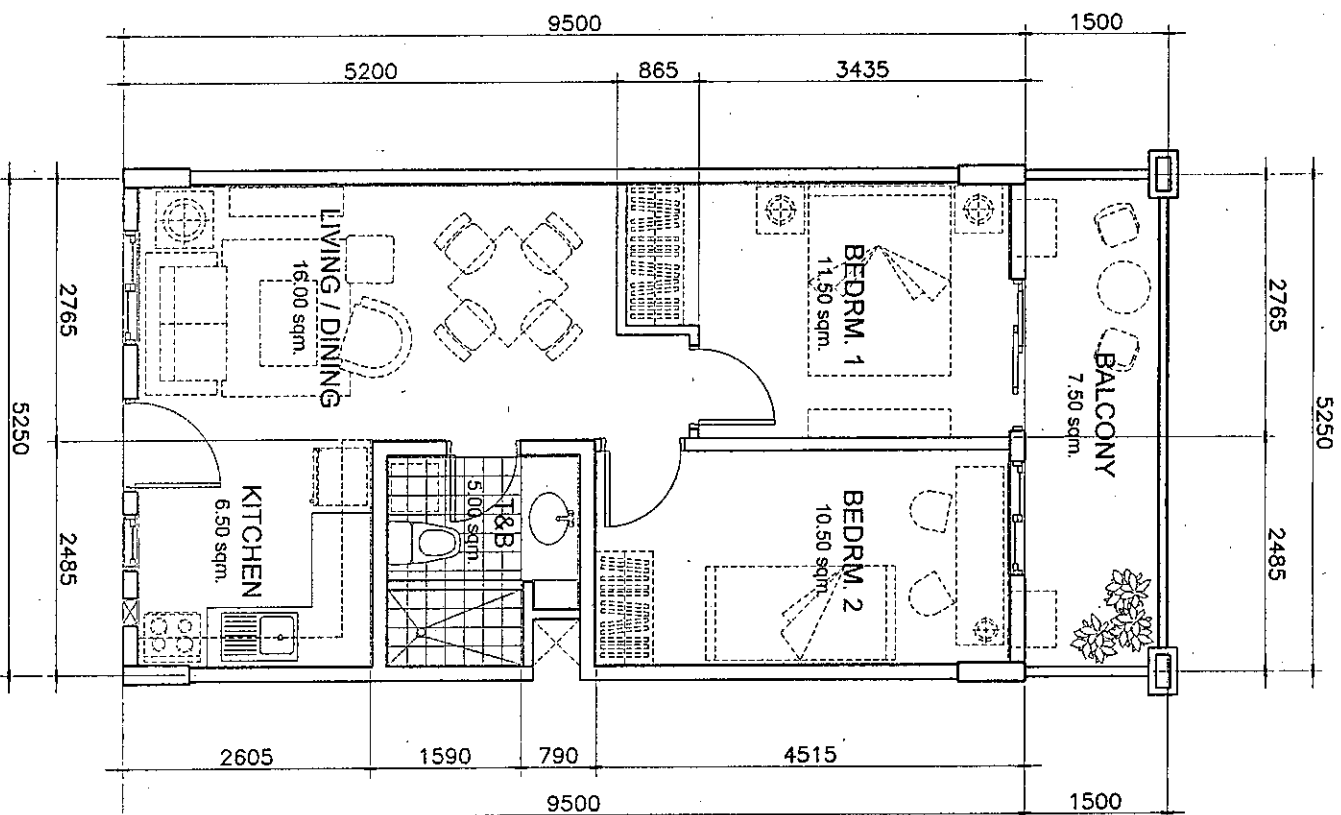 9500
1500
5200
865
3435
LIVING / DINING
16.00 sqm.
BEDRM. 1
11.50 sqm.
BALCONY
7.50 sqm.
2765
5250
2485
2765
5250
2485
KITCHEN
6.50 sqm.
T&B
5.00 sqm.
BEDRM. 2
10.50 sqm.
2605
1590
790
4515
9500
1500